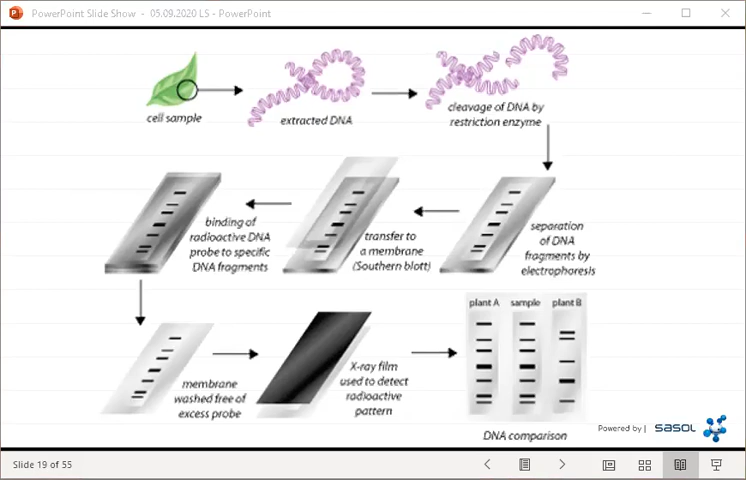 PowerPoint Slide Show - 05.09.2020 LS - PowerPoint
cell sample
extracted DNA
cleavage of DNA by
restriction enzyme
binding of
radioactive DNA
probe to specific
DNA fragments
transfer to
a membrane
(Southern blott)
separation
of DNA
fragments by
electrophoresis
membrane
washed free of
excess probe
X-ray film
used to detect
radioactive
pattern
plant A sample plant B
DNA comparison
Powered by | sasol
Slide 19 of 55